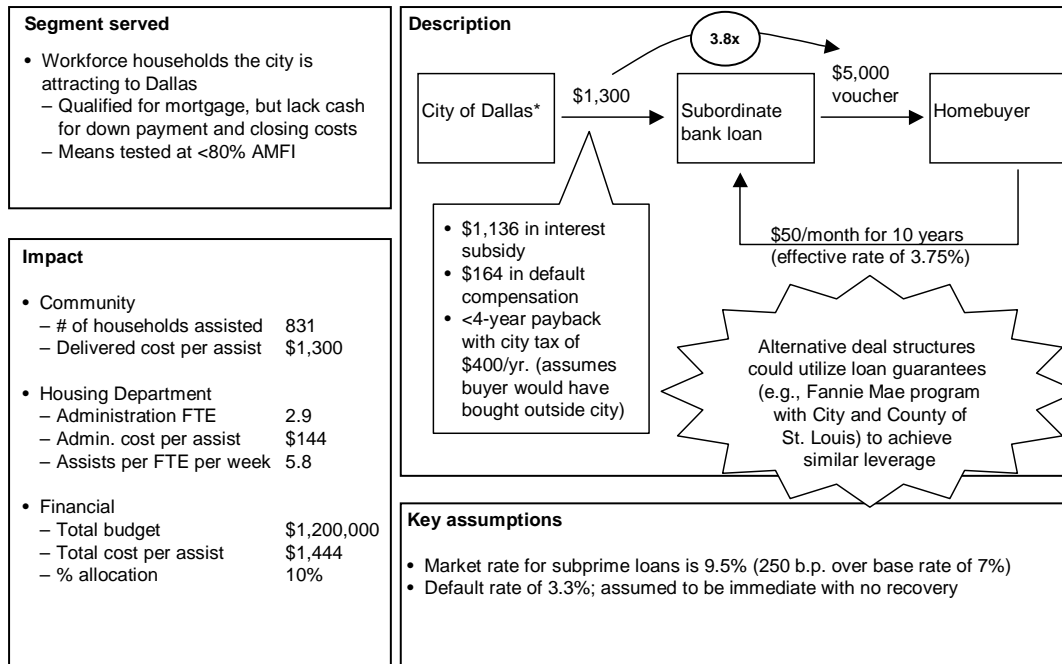 Segment served
• Workforce households the city is
attracting to Dallas
– Qualified for mortgage, but lack cash
for down payment and closing costs
– Means tested at <80% AMFI
Impact
• Community
– # of households assisted 831
– Delivered cost per assist $1,300
• Housing Department
– Administration FTE 2.9
– Admin. cost per assist $144
– Assists per FTE per week 5.8
• Financial
– Total budget $1,200,000
– Total cost per assist $1,444
– % allocation 10%
Description
3.8x
City of Dallas*
$1,300
Subordinate
bank loan
$5,000
voucher
Homebuyer
• $1,136 in interest
subsidy
• $164 in default
compensation
• <4-year payback
with city tax of
$400/yr. (assumes
buyer would have
bought outside city)
$50/month for 10 years
(effective rate of 3.75%)
Alternative deal structures
could utilize loan guarantees
(e.g., Fannie Mae program
with City and County of
St. Louis) to achieve
similar leverage
Key assumptions
• Market rate for subprime loans is 9.5% (250 b.p. over base rate of 7%)
• Default rate of 3.3%; assumed to be immediate with no recovery